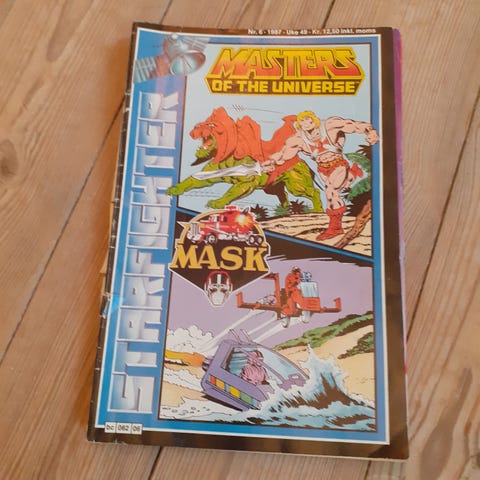 Nr. 6 - 1987 - Uke 49 - Kr. 12,50 inkl. moms
MASTERS
OF THE UNIVERSE
STARFIGHTER
MASK
bc 062 06